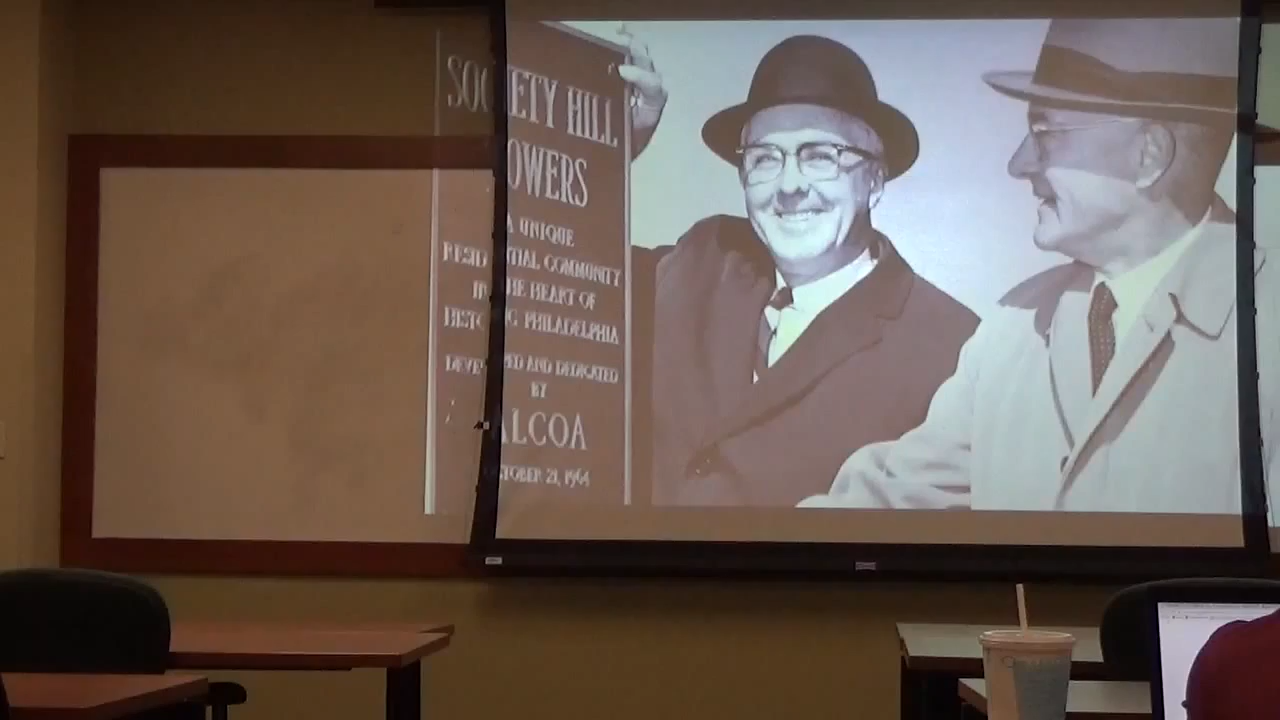 SOCIETY HILL
TOWERS
A UNIQUE
RESIDENTIAL COMMUNITY
IN THE HEART OF
HISTORIC PHILADELPHIA
DEVELOPED AND DEDICATED
BY
ALCOA
OCTOBER 21, 1964